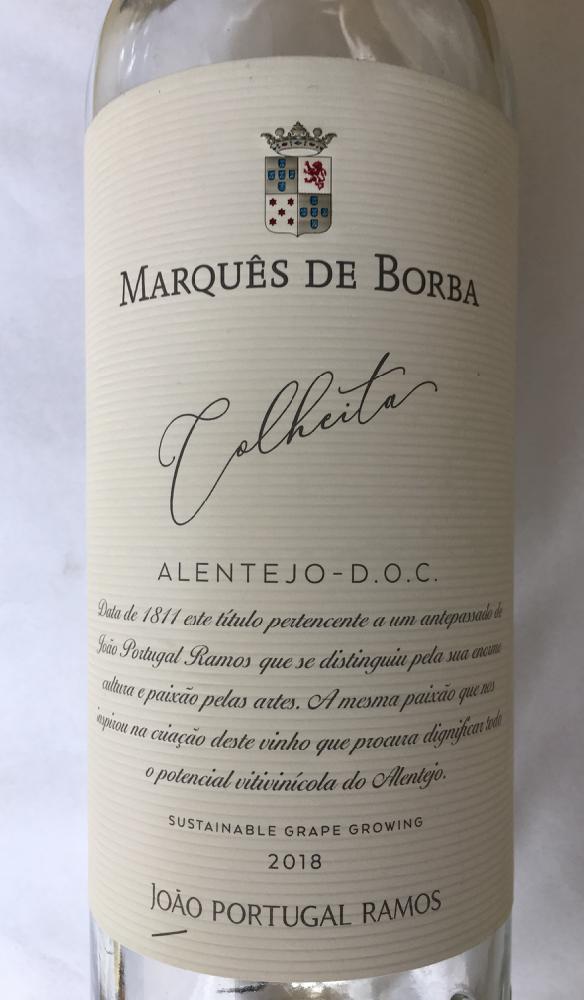 MARQUÊS DE BORBA
Colheita
ALENTEJO-D.O.C.
Data de 1811 este título pertencente a um antepassado de
João Portugal Ramos que se distinguiu pela sua enorme
cultura e paixão pelas artes. A mesma paixão que nos
inspirou na criação deste vinho que procura dignificar todo
o potencial vitivinícola do Alentejo.
SUSTAINABLE GRAPE GROWING
2018
JOÃO PORTUGAL RAMOS